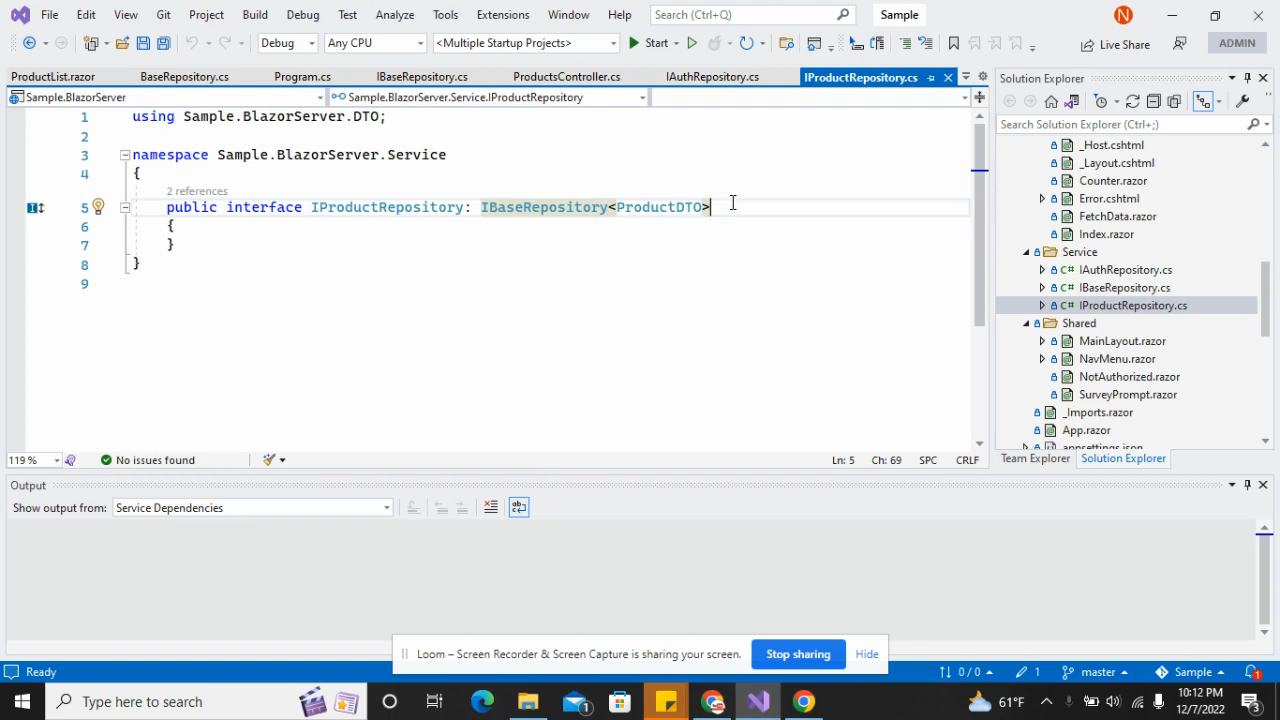 File Edit View Git Project Build Debug Test Analyze Tools Extensions Window Help Search (Ctrl+Q) Sample N
Debug Any CPU <Multiple Startup Projects> Start Live Share ADMIN
ProductList.razor BaseRepository.cs Program.cs IBaseRepository.cs ProductsController.cs IAuthRepository.cs IProductRepository.cs
Sample.BlazorServer Sample.BlazorServer.Service.IProductRepository
1 using Sample.BlazorServer.DTO;
2
3 namespace Sample.BlazorServer.Service
4 {
2 references
5 public interface IProductRepository: IBaseRepository<ProductDTO>
6 {
7 }
8 }
9
119 % No issues found Ln: 5 Ch: 69 SPC CRLF
Solution Explorer
Search Solution Explorer (Ctrl+;)
_Host.cshtml
_Layout.cshtml
Counter.razor
Error.cshtml
FetchData.razor
Index.razor
Service
C# IAuthRepository.cs
C# IBaseRepository.cs
C# IProductRepository.cs
Shared
MainLayout.razor
NavMenu.razor
NotAuthorized.razor
SurveyPrompt.razor
_Imports.razor
App.razor
appsettings.json
Team Explorer Solution Explorer
Output
Show output from: Service Dependencies
Loom – Screen Recorder & Screen Capture is sharing your screen. Stop sharing Hide
Ready 0 / 0 1 master Sample 1
Type here to search 1 61°F 10:12 PM
12/7/2022 3